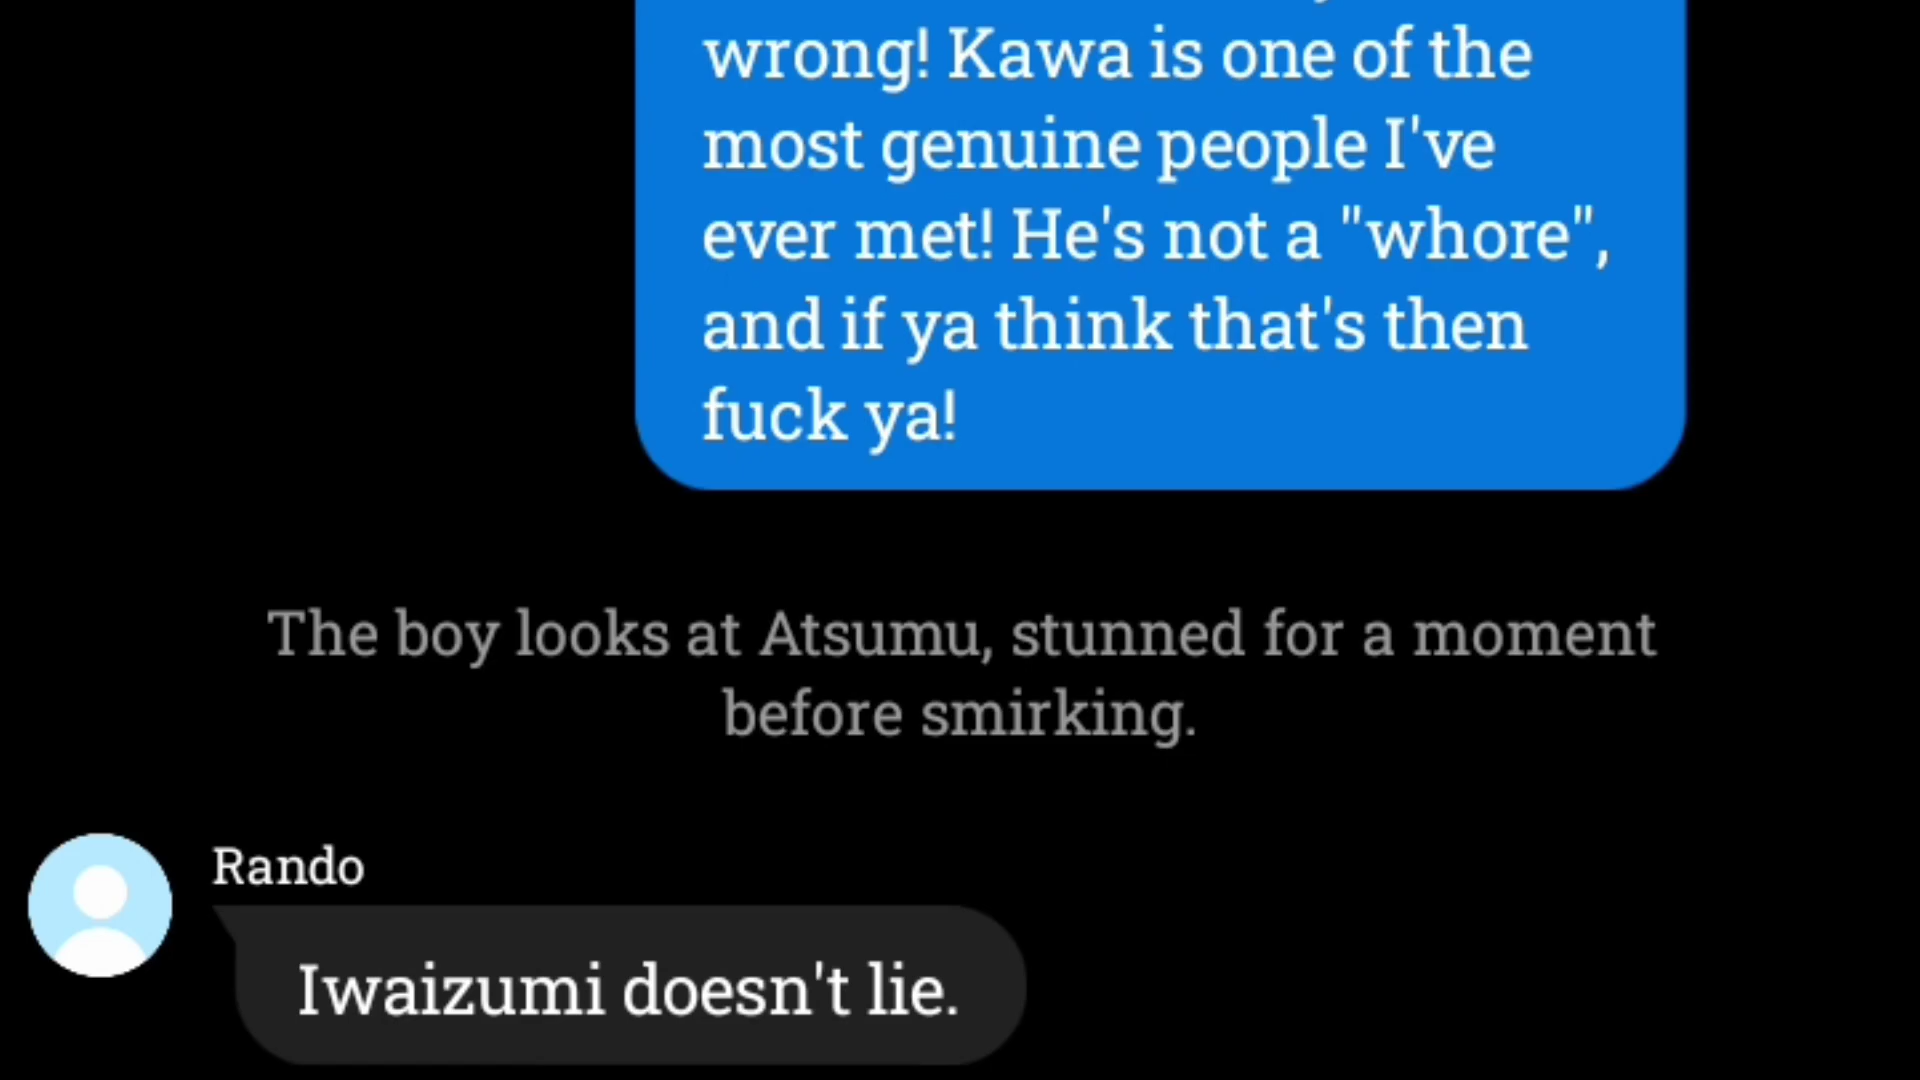 wrong! Kawa is one of the
most genuine people I've
ever met! He's not a "whore",
and if ya think that's then
fuck ya!
The boy looks at Atsumu, stunned for a moment
before smirking.
Rando
Iwaizumi doesn't lie.